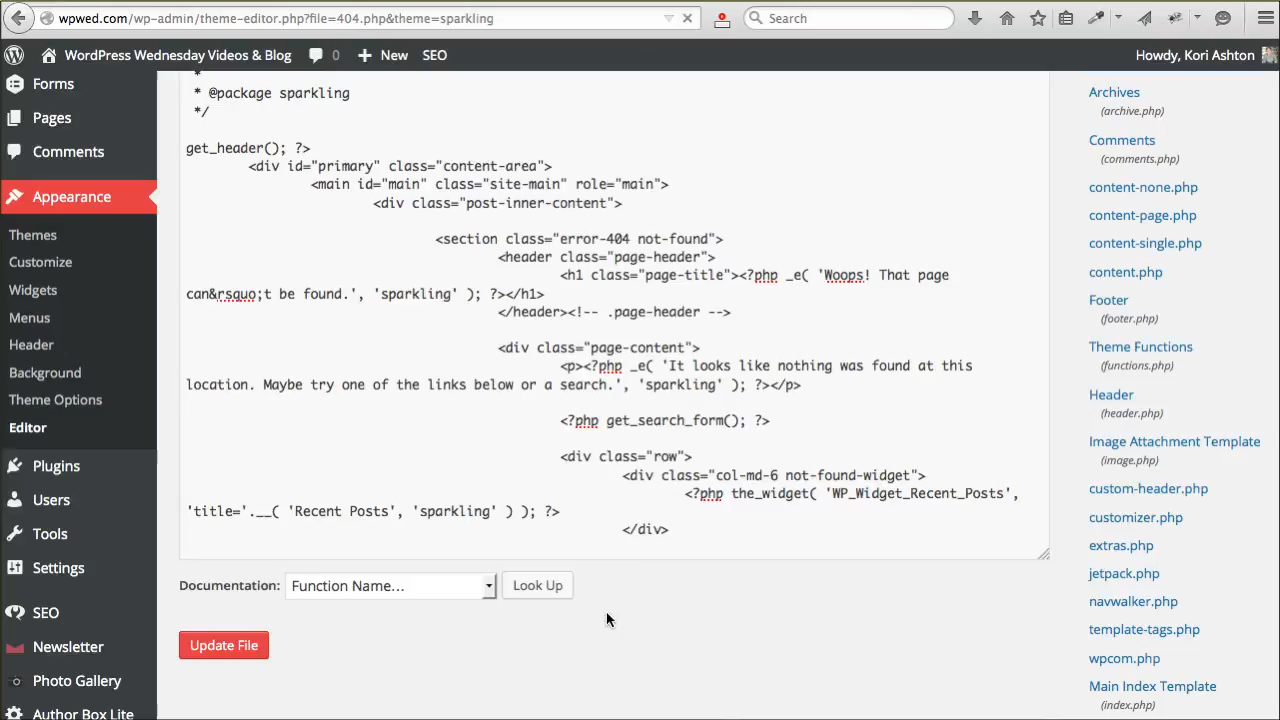 wpwed.com/wp-admin/theme-editor.php?file=404.php&theme=sparkling
Search
WordPress Wednesday Videos & Blog
0
New
SEO
Howdy, Kori Ashton
Forms
Pages
Comments
Appearance
Themes
Customize
Widgets
Menus
Header
Background
Theme Options
Editor
Plugins
Users
Tools
Settings
SEO
Newsletter
Photo Gallery
Author Box Lite
*
* @package sparkling
*/
get_header(); ?>
<div id="primary" class="content-area">
<main id="main" class="site-main" role="main">
<div class="post-inner-content">
<section class="error-404 not-found">
<header class="page-header">
<h1 class="page-title"><?php _e( 'Woops! That page
can&rsquo;t be found.', 'sparkling' ); ?></h1>
</header><!-- .page-header -->
<div class="page-content">
<p><?php _e( 'It looks like nothing was found at this
location. Maybe try one of the links below or a search.', 'sparkling' ); ?></p>
<?php get_search_form(); ?>
<div class="row">
<div class="col-md-6 not-found-widget">
<?php the_widget( 'WP_Widget_Recent_Posts',
'title='.__( 'Recent Posts', 'sparkling' ) ); ?>
</div>
Documentation:
Function Name...
Look Up
Update File
Archives
(archive.php)
Comments
(comments.php)
content-none.php
content-page.php
content-single.php
content.php
Footer
(footer.php)
Theme Functions
(functions.php)
Header
(header.php)
Image Attachment Template
(image.php)
custom-header.php
customizer.php
extras.php
jetpack.php
navwalker.php
template-tags.php
wpcom.php
Main Index Template
(index.php)